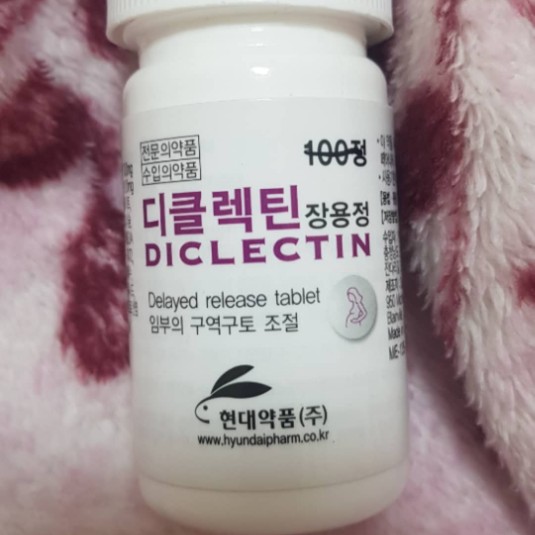 전문의약품
수입의약품
100정
디클렉틴 장용정
DICLECTIN
Delayed release tablet
임부의 구역구토 조절
현대약품(주)
www.hyundaipharm.co.kr